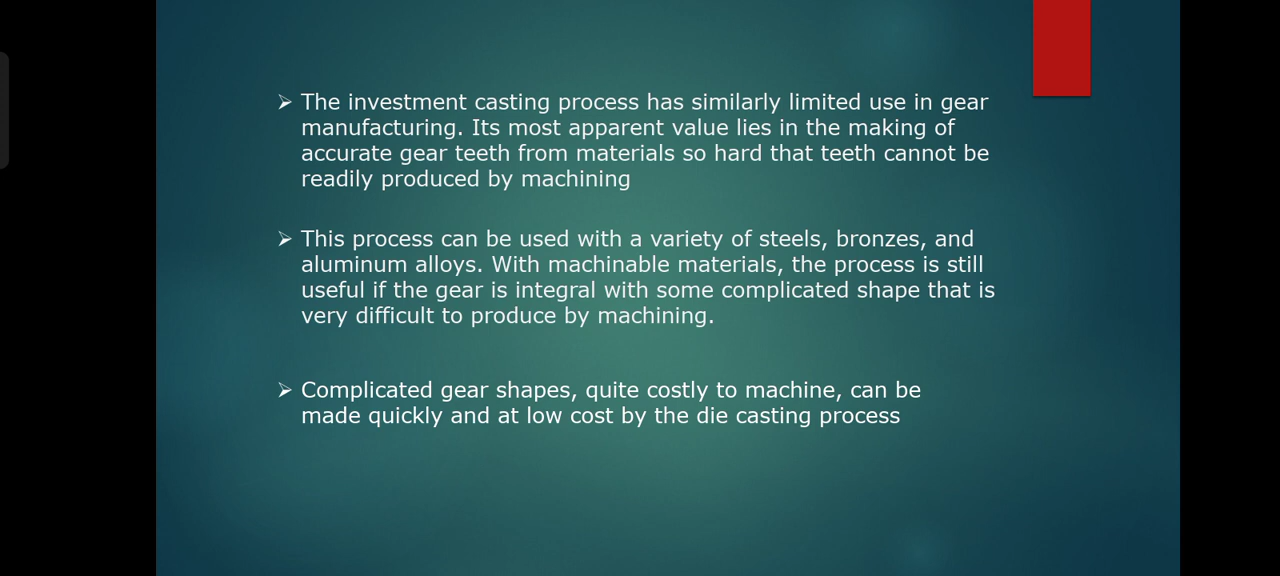 ➢ The investment casting process has similarly limited use in gear
manufacturing. Its most apparent value lies in the making of
accurate gear teeth from materials so hard that teeth cannot be
readily produced by machining
➢ This process can be used with a variety of steels, bronzes, and
aluminum alloys. With machinable materials, the process is still
useful if the gear is integral with some complicated shape that is
very difficult to produce by machining.
➢ Complicated gear shapes, quite costly to machine, can be
made quickly and at low cost by the die casting process